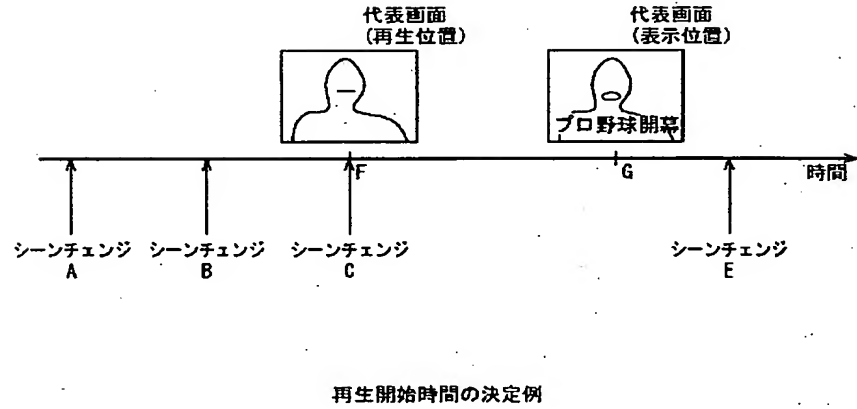 代表画面
(再生位置)
代表画面
(表示位置)
プロ野球開幕
F
G
時間
シーンチェンジ
A
シーンチェンジ
B
シーンチェンジ
C
シーンチェンジ
E
再生開始時間の決定例